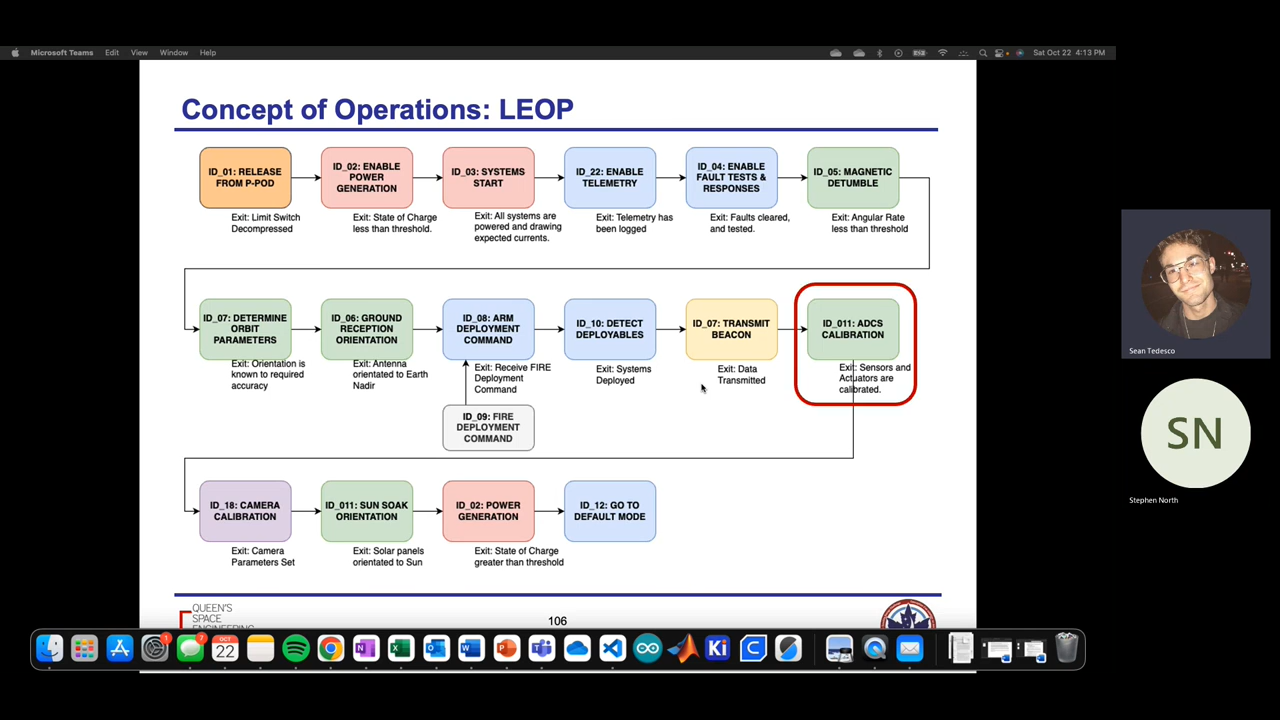 Microsoft Teams Edit View Window Help
Sat Oct 22 4:13 PM
Concept of Operations: LEOP
ID_01: RELEASE
FROM P-POD
Exit: Limit Switch
Decompressed
ID_02: ENABLE
POWER
GENERATION
Exit: State of Charge
less than threshold.
ID_03: SYSTEMS
START
Exit: All systems are
powered and drawing
expected currents.
ID_22: ENABLE
TELEMETRY
Exit: Telemetry has
been logged
ID_04: ENABLE
FAULT TESTS &
RESPONSES
Exit: Faults cleared,
and tested.
ID_05: MAGNETIC
DETUMBLE
Exit: Angular Rate
less than threshold
ID_07: DETERMINE
ORBIT
PARAMETERS
Exit: Orientation is
known to required
accuracy
ID_06: GROUND
RECEPTION
ORIENTATION
Exit: Antenna
orientated to Earth
Nadir
ID_08: ARM
DEPLOYMENT
COMMAND
Exit: Receive FIRE
Deployment
Command
ID_09: FIRE
DEPLOYMENT
COMMAND
ID_10: DETECT
DEPLOYABLES
Exit: Systems
Deployed
ID_07: TRANSMIT
BEACON
Exit: Data
Transmitted
ID_011: ADCS
CALIBRATION
Exit: Sensors and
Actuators are
calibrated.
ID_18: CAMERA
CALIBRATION
Exit: Camera
Parameters Set
ID_011: SUN SOAK
ORIENTATION
Exit: Solar panels
orientated to Sun
ID_02: POWER
GENERATION
Exit: State of Charge
greater than threshold
ID_12: GO TO
DEFAULT MODE
QUEEN'S
SPACE
ENGINEERING
106
OCT
22
Ki
Sean Tedesco
SN
Stephen North